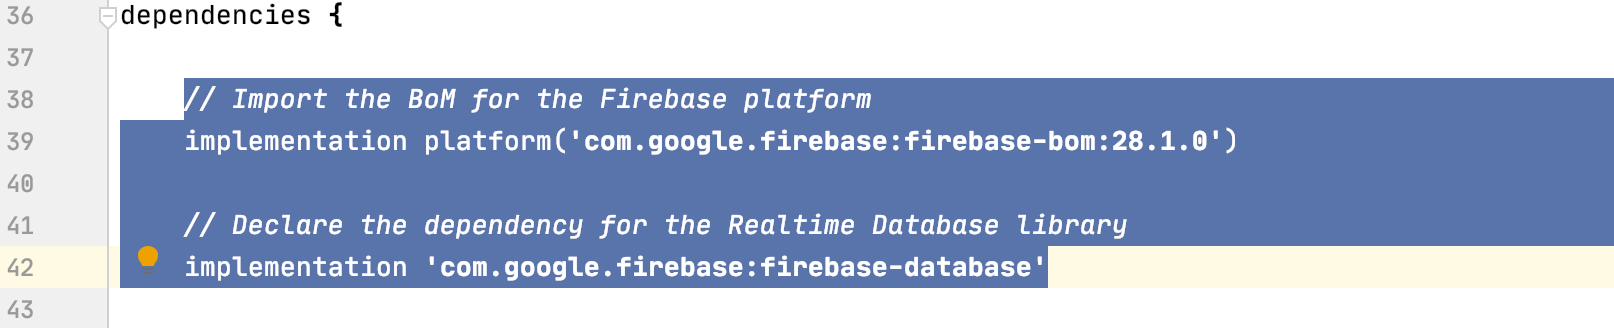 36 dependencies {
37
38 // Import the BoM for the Firebase platform
39 implementation platform('com.google.firebase:firebase-bom:28.1.0')
40
41 // Declare the dependency for the Realtime Database library
42 implementation 'com.google.firebase:firebase-database'
43